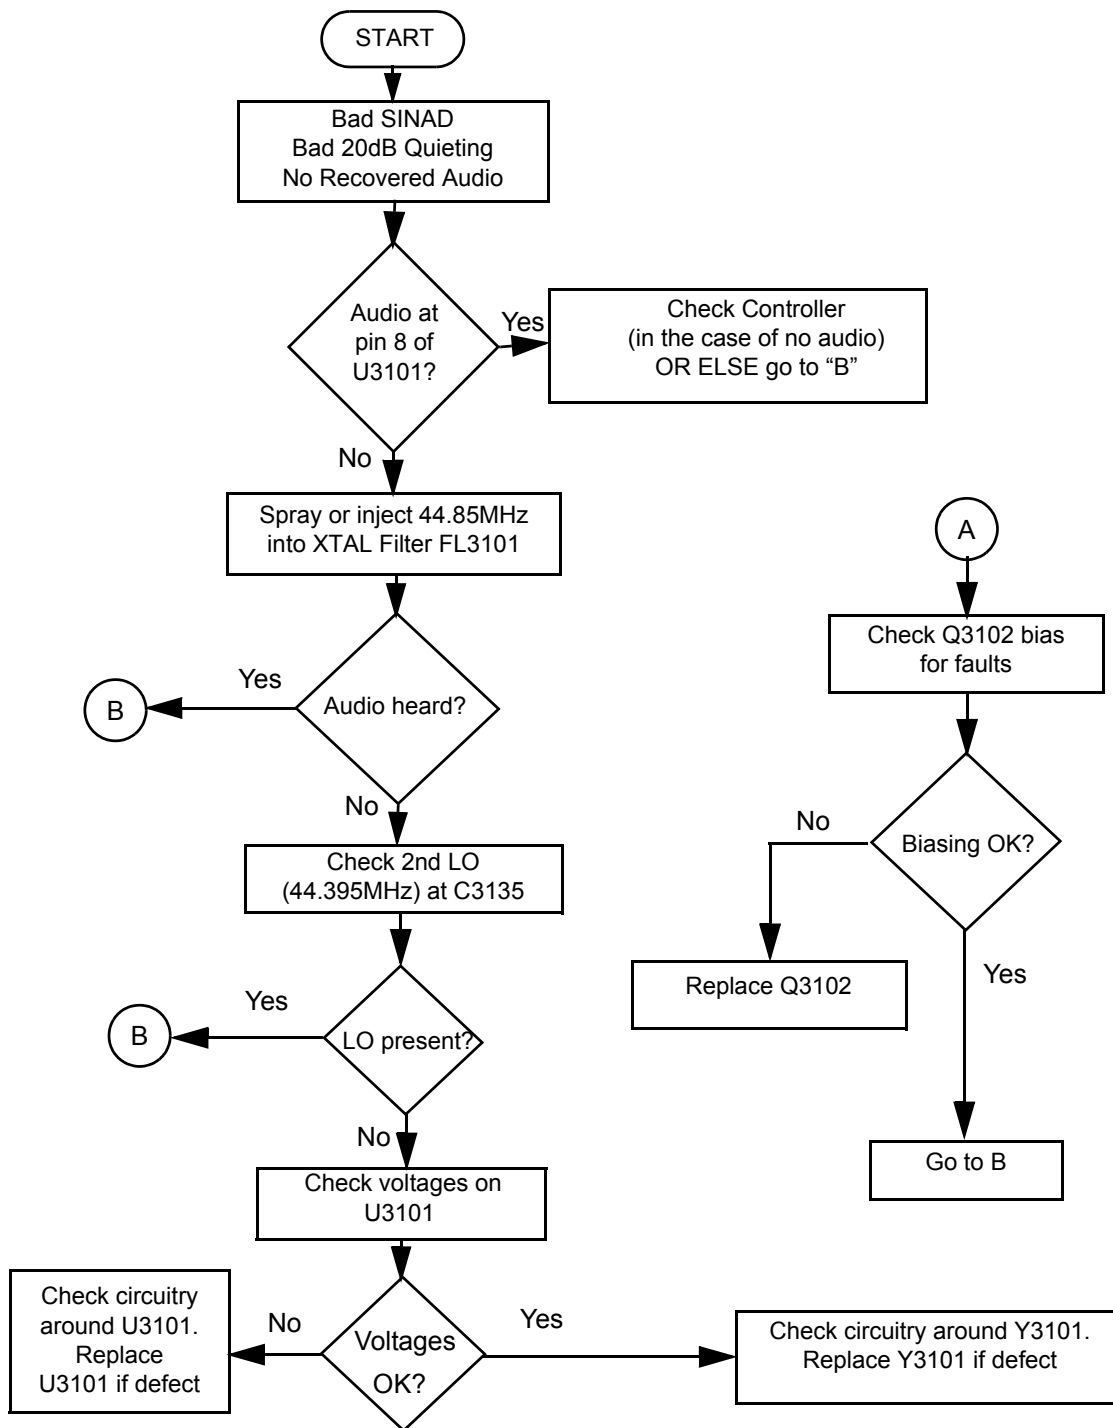 START
Bad SINAD
Bad 20dB Quieting
No Recovered Audio
Audio at
pin 8 of
U3101?
Yes
Check Controller
(in the case of no audio)
OR ELSE go to “B”
No
Spray or inject 44.85MHz
into XTAL Filter FL3101
Audio heard?
Yes
B
No
Check 2nd LO
(44.395MHz) at C3135
LO present?
Yes
B
No
Check voltages on
U3101
Voltages
OK?
No
Check circuitry
around U3101.
Replace
U3101 if defect
Yes
Check circuitry around Y3101.
Replace Y3101 if defect
A
Check Q3102 bias
for faults
Biasing OK?
No
Replace Q3102
Yes
Go to B